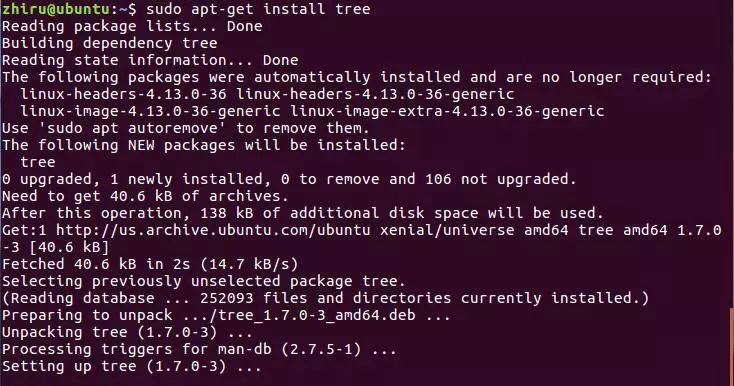 zhiru@ubuntu:~$ sudo apt-get install tree
Reading package lists... Done
Building dependency tree
Reading state information... Done
The following packages were automatically installed and are no longer required:
  linux-headers-4.13.0-36 linux-headers-4.13.0-36-generic
  linux-image-4.13.0-36-generic linux-image-extra-4.13.0-36-generic
Use 'sudo apt autoremove' to remove them.
The following NEW packages will be installed:
  tree
0 upgraded, 1 newly installed, 0 to remove and 106 not upgraded.
Need to get 40.6 kB of archives.
After this operation, 138 kB of additional disk space will be used.
Get:1 http://us.archive.ubuntu.com/ubuntu xenial/universe amd64 tree amd64 1.7.0
-3 [40.6 kB]
Fetched 40.6 kB in 2s (14.7 kB/s)
Selecting previously unselected package tree.
(Reading database ... 252093 files and directories currently installed.)
Preparing to unpack .../tree_1.7.0-3_amd64.deb ...
Unpacking tree (1.7.0-3) ...
Processing triggers for man-db (2.7.5-1) ...
Setting up tree (1.7.0-3) ...